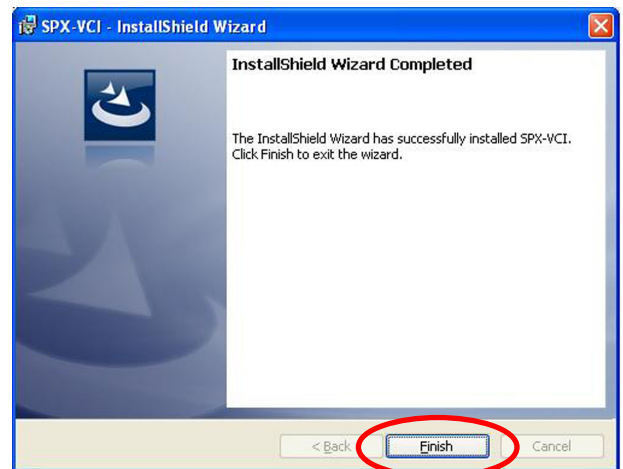 SPX-VCI - InstallShield Wizard
InstallShield Wizard Completed
The InstallShield Wizard has successfully installed SPX-VCI.
Click Finish to exit the wizard.
< Back
Finish
Cancel